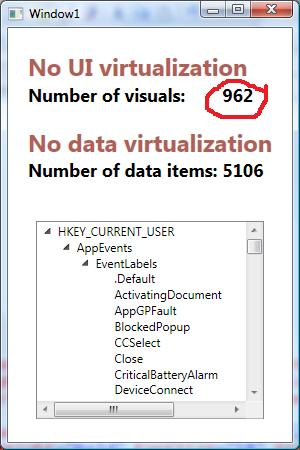 Window1
No UI virtualization
Number of visuals: 962
No data virtualization
Number of data items: 5106
HKEY_CURRENT_USER
AppEvents
EventLabels
.Default
ActivatingDocument
AppGPFault
BlockedPopup
CCSelect
Close
CriticalBatteryAlarm
DeviceConnect